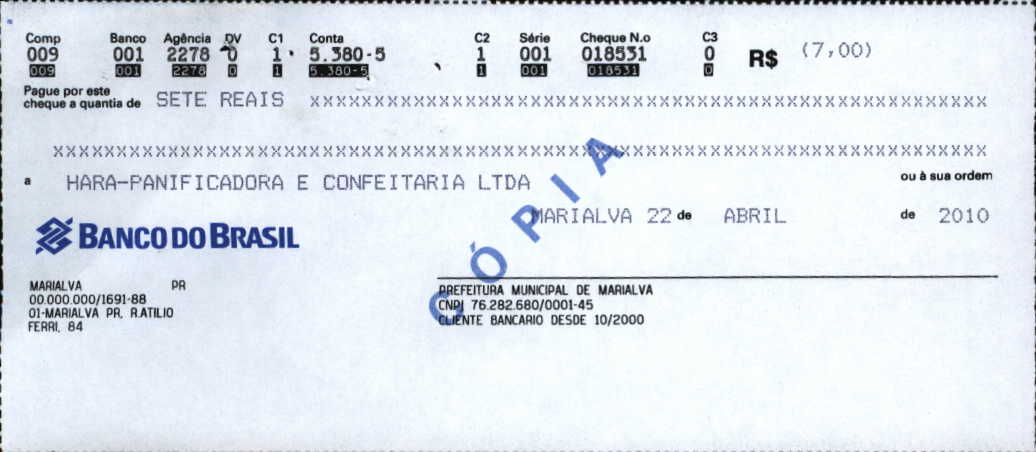 Comp Banco Agência DV C1 Conta C2 Série Cheque N.o C3
009 001 2278 0 1 5.380-5 1 001 018531 0 R$ (7,00)
009 001 2278 0 1 5.380-5 1 001 018531 0
Pague por este
cheque a quantia de SETE REAIS XXXXXXXXXXXXXXXXXXXXXXXXXXXXXXXXXXXXXXXXXXXXXXXXXXXXX
XXXXXXXXXXXXXXXXXXXXXXXXXXXXXXXXXXXXXXXXXXXXXXXXXXXXXXXXXXXXXXXXXXXXXXXXX
a HARA-PANIFICADORA E CONFEITARIA LTDA ou à sua ordem
MARIALVA 22 de ABRIL de 2010
BANCO DO BRASIL
CÓPIA
MARIALVA PR
00.000.000/1691-88
01-MARIALVA PR, R.ATILIO
FERRI, 84
PREFEITURA MUNICIPAL DE MARIALVA
CNPJ 76.282.680/0001-45
CLIENTE BANCARIO DESDE 10/2000